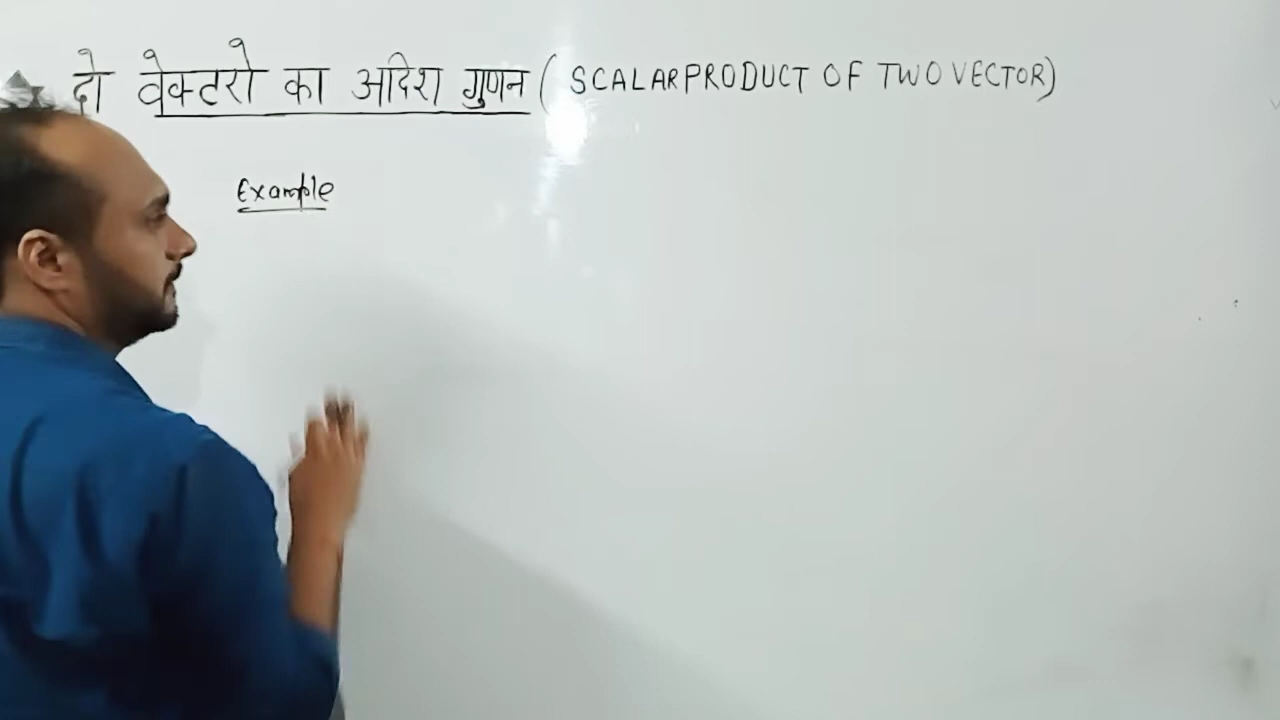 दो वेक्टरो का अदिश गुणन ( SCALAR PRODUCT OF TWO VECTOR)
Example